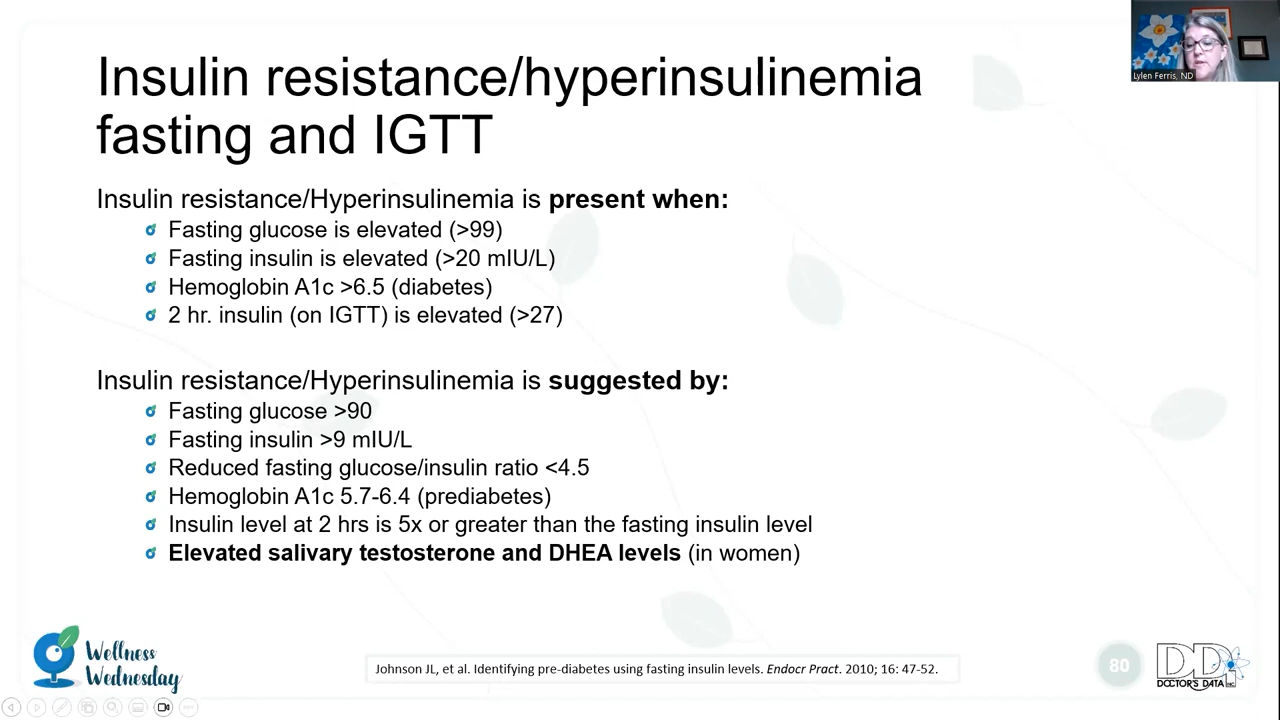 Lylen Ferris, ND
Insulin resistance/hyperinsulinemia
fasting and IGTT
Insulin resistance/Hyperinsulinemia is present when:
Fasting glucose is elevated (>99)
Fasting insulin is elevated (>20 mIU/L)
Hemoglobin A1c >6.5 (diabetes)
2 hr. insulin (on IGTT) is elevated (>27)
Insulin resistance/Hyperinsulinemia is suggested by:
Fasting glucose >90
Fasting insulin >9 mIU/L
Reduced fasting glucose/insulin ratio <4.5
Hemoglobin A1c 5.7-6.4 (prediabetes)
Insulin level at 2 hrs is 5x or greater than the fasting insulin level
Elevated salivary testosterone and DHEA levels (in women)
Wellness
Wednesday
Johnson JL, et al. Identifying pre-diabetes using fasting insulin levels. Endocr Pract. 2010; 16: 47-52.
80
DDI
DOCTOR'S DATA INC